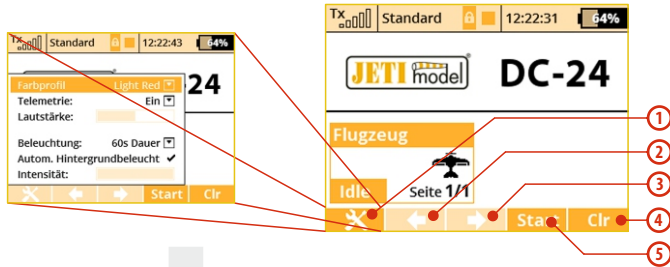 Tx Standard 12:22:43 64%
24
Farbprofil Light Red
Telemetrie: Ein
Lautstärke:
Beleuchtung: 60s Dauer
Autom. Hintergrundbeleucht ✓
Intensität:
Start Clr
Tx Standard 12:22:31 64%
JETI model ® DC-24
Flugzeug
Idle Seite 1/1
Start Clr
1
2
3
4
5